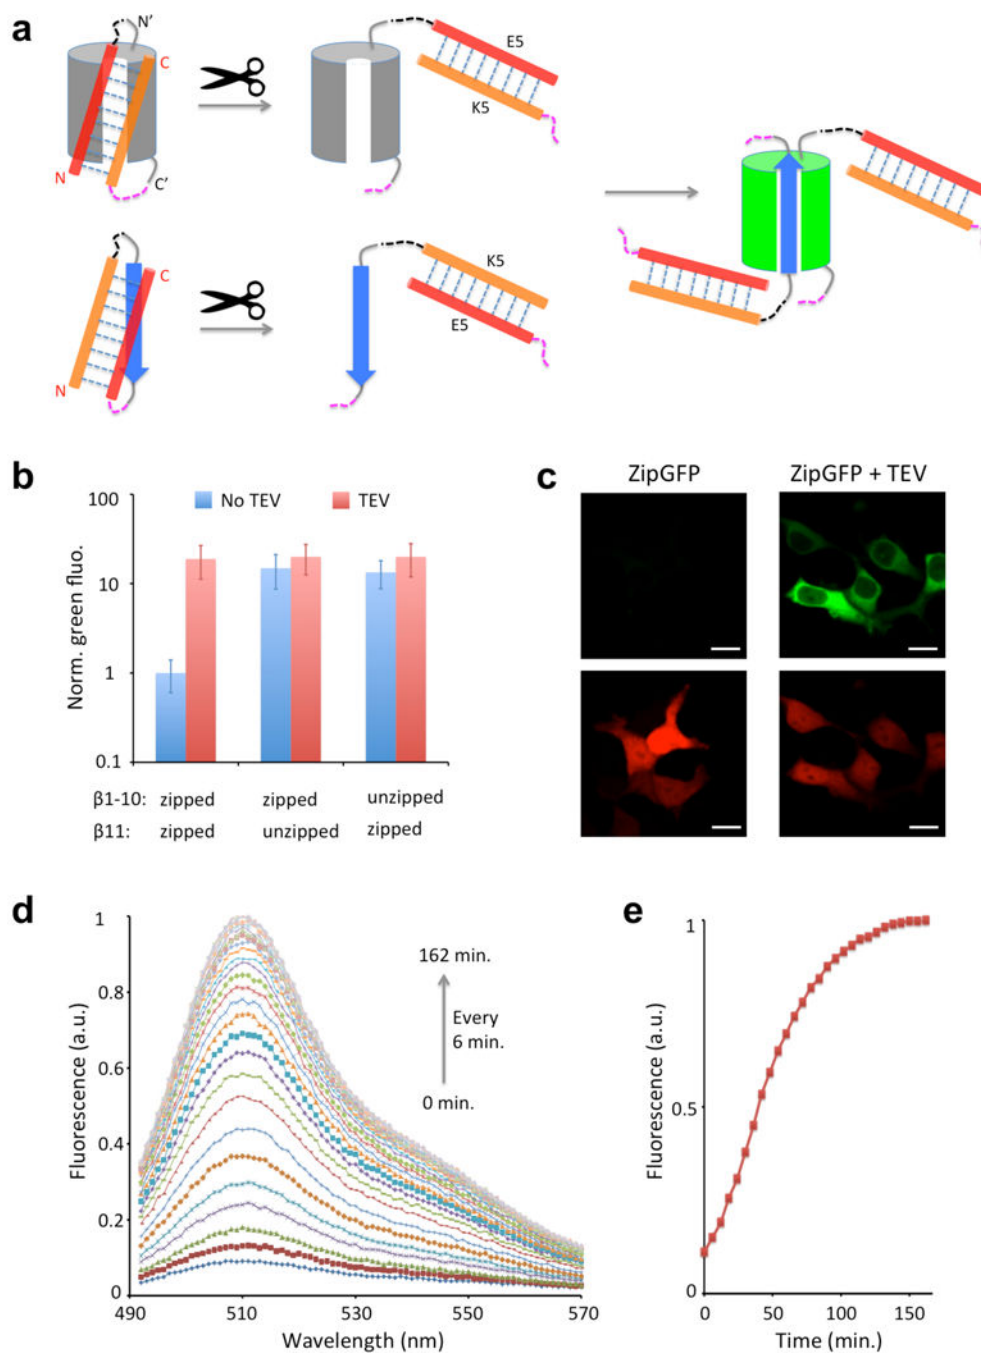 a
N'
C
N
C'
E5
K5
C
N
K5
E5
b
No TEV
TEV
Norm. green fluo.
100
10
1
0.1
β1-10: zipped zipped unzipped
β11: zipped unzipped zipped
c
ZipGFP
ZipGFP + TEV
d
Fluorescence (a.u.)
1
0.8
0.6
0.4
0.2
0
162 min.
Every
6 min.
0 min.
490 510 530 550 570
Wavelength (nm)
e
Fluorescence (a.u.)
1
0.5
0
0 50 100 150
Time (min.)